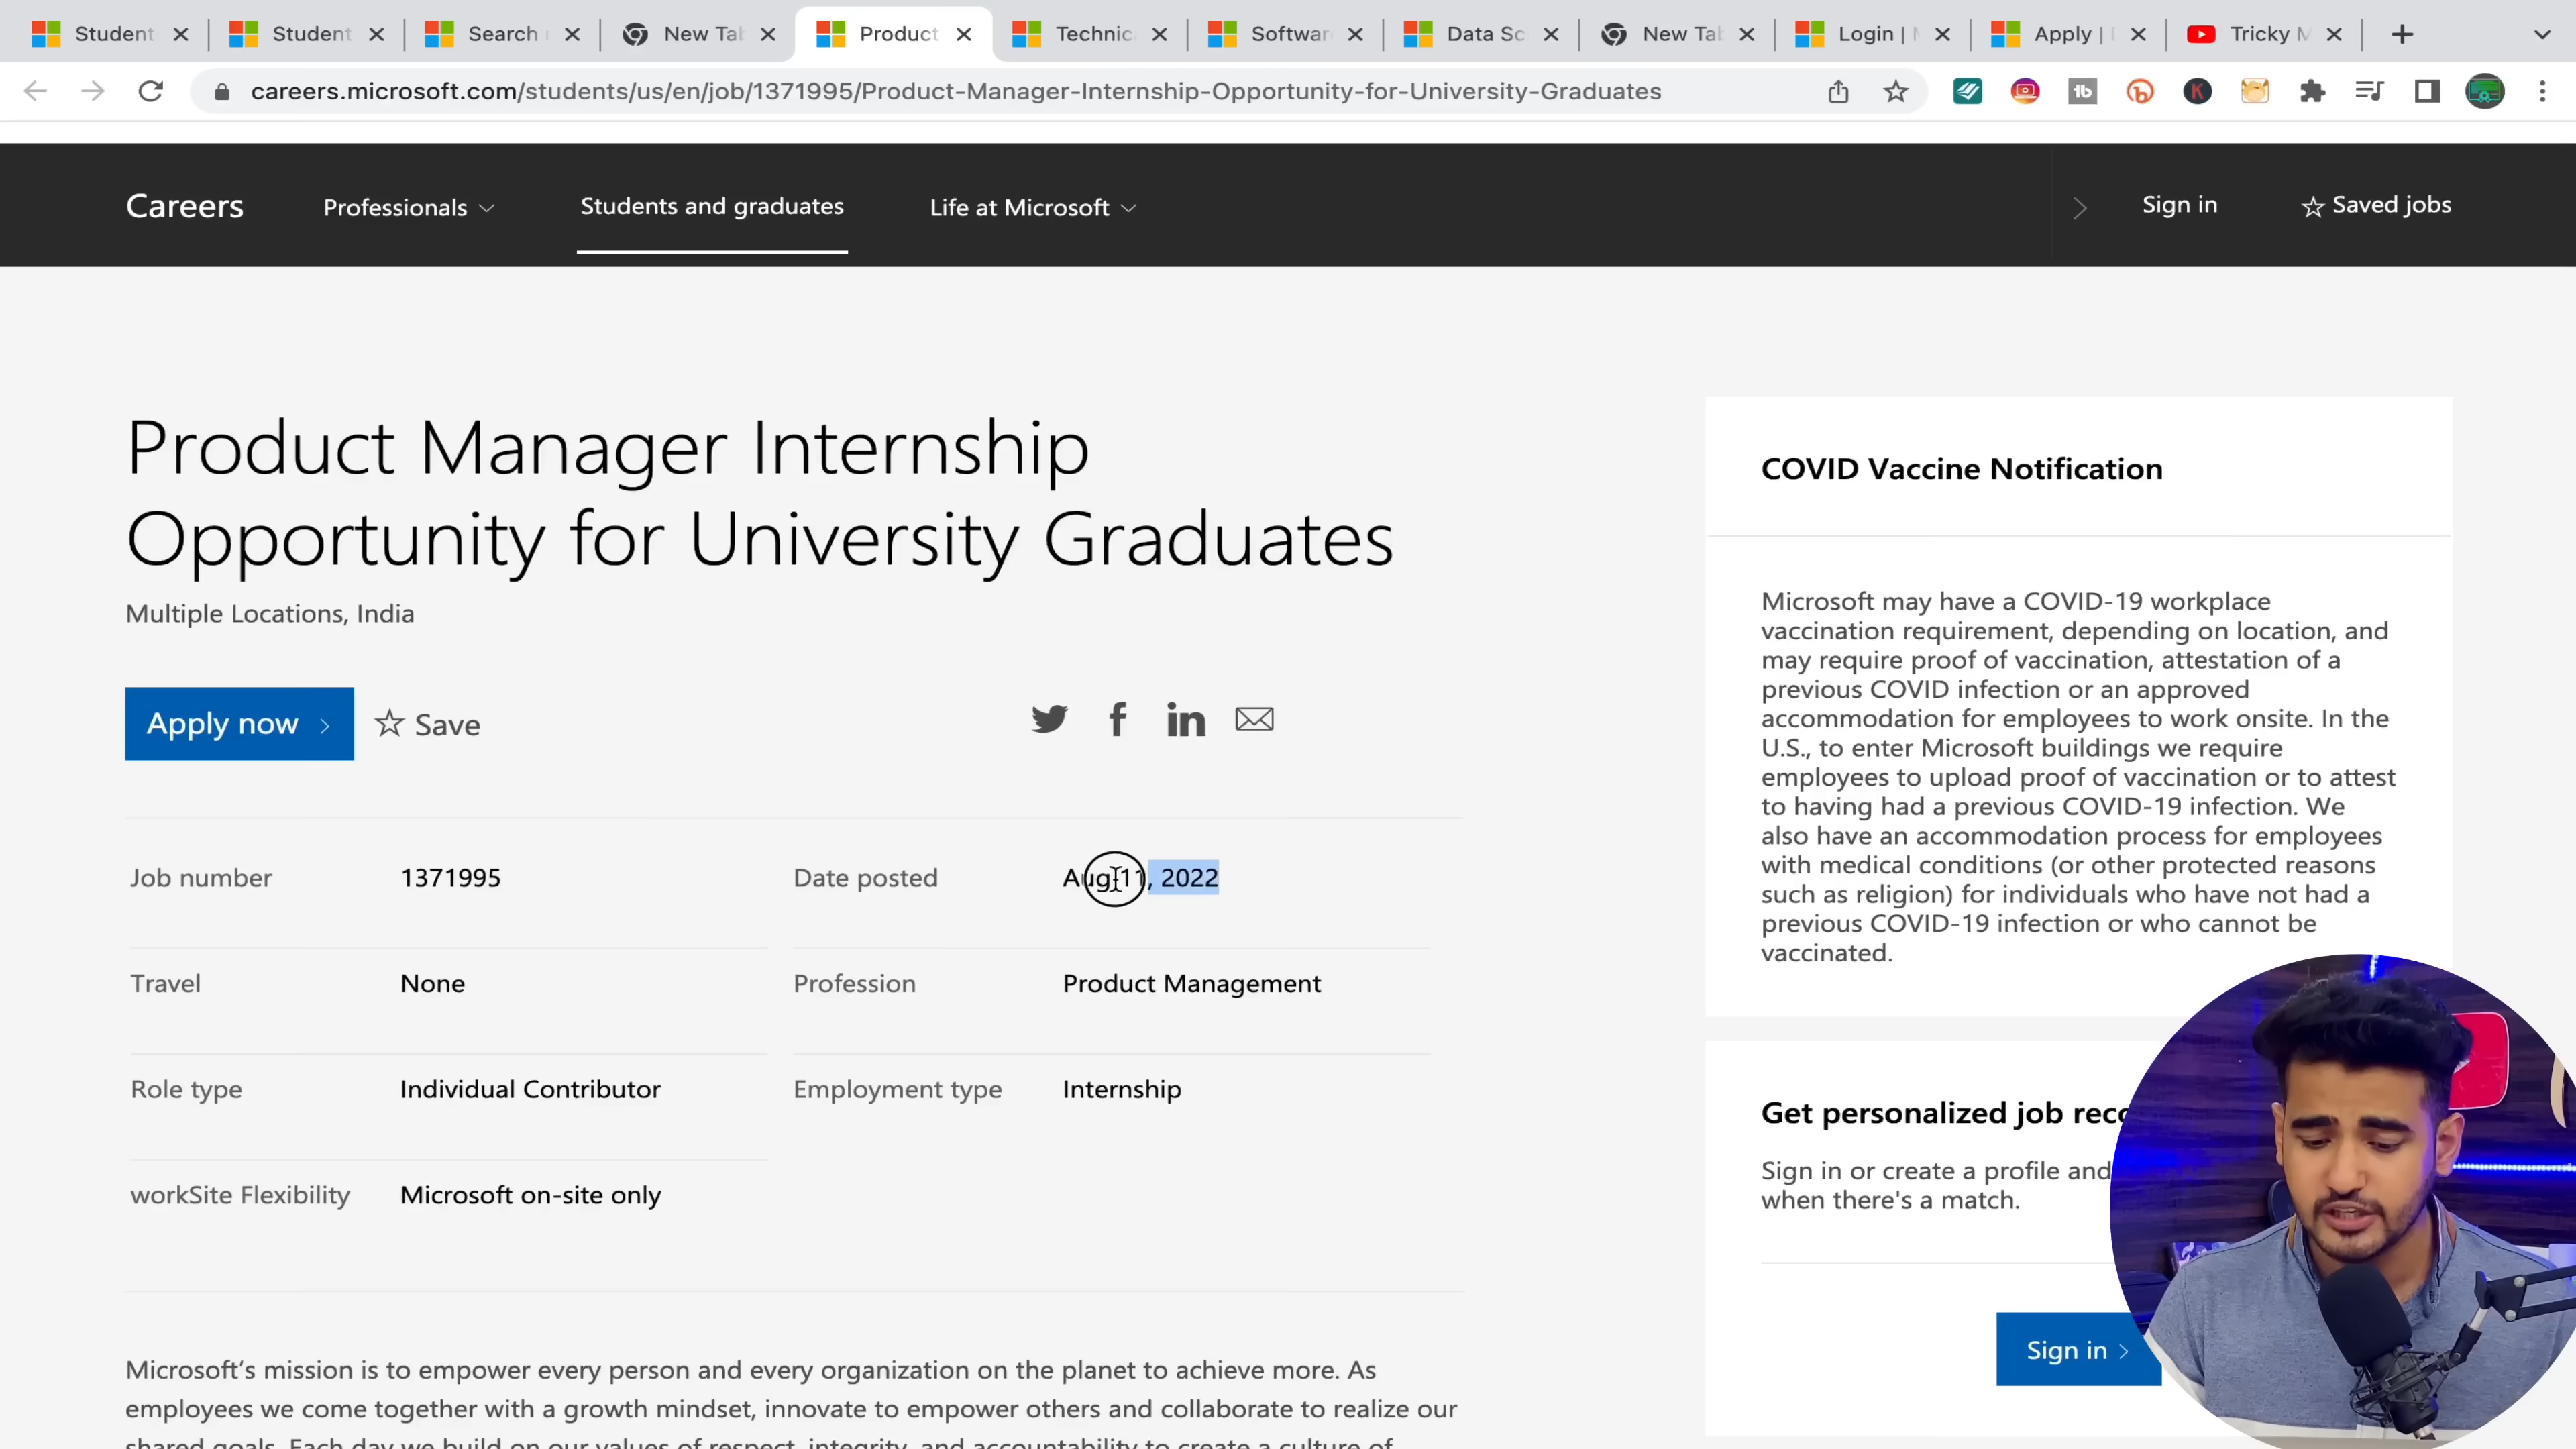 Student
Student
Search
New Tab
Product
Technic
Softwar
Data Sc
New Tab
Login |
Apply |
Tricky M
careers.microsoft.com/students/us/en/job/1371995/Product-Manager-Internship-Opportunity-for-University-Graduates
Careers
Professionals
Students and graduates
Life at Microsoft
Sign in
Saved jobs
Product Manager Internship
Opportunity for University Graduates
Multiple Locations, India
Apply now
Save
Job number 1371995
Date posted Aug 11, 2022
Travel None
Profession Product Management
Role type Individual Contributor
Employment type Internship
workSite Flexibility Microsoft on-site only
Microsoft's mission is to empower every person and every organization on the planet to achieve more. As
employees we come together with a growth mindset, innovate to empower others and collaborate to realize our
shared goals. Each day we build on our values of respect, integrity, and accountability to create a culture of
COVID Vaccine Notification
Microsoft may have a COVID-19 workplace
vaccination requirement, depending on location, and
may require proof of vaccination, attestation of a
previous COVID infection or an approved
accommodation for employees to work onsite. In the
U.S., to enter Microsoft buildings we require
employees to upload proof of vaccination or to attest
to having had a previous COVID-19 infection. We
also have an accommodation process for employees
with medical conditions (or other protected reasons
such as religion) for individuals who have not had a
previous COVID-19 infection or who cannot be
vaccinated.
Get personalized job reco
Sign in or create a profile and
when there's a match.
Sign in